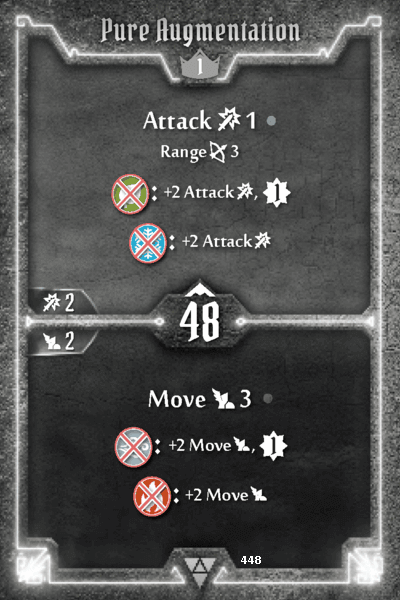 Pure Augmentation
1
Attack 1
Range 3
: +2 Attack, 1
: +2 Attack
2
48
2
Move 3
: +2 Move, 1
: +2 Move
448